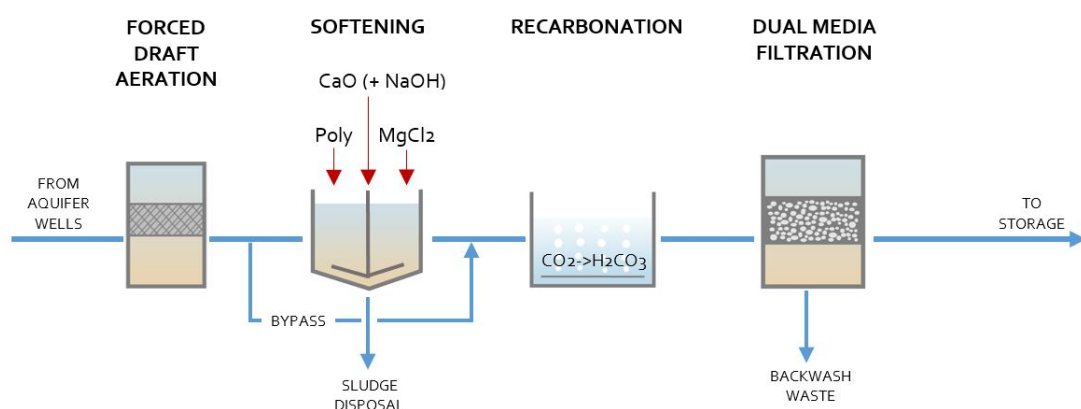 FORCED
DRAFT
AERATION
SOFTENING
RECARBONATION
DUAL MEDIA
FILTRATION
CaO (+ NaOH)
Poly
MgCl2
FROM
AQUIFER
WELLS
TO
STORAGE
CO2->H2CO3
BYPASS
SLUDGE
DISPOSAL
BACKWASH
WASTE